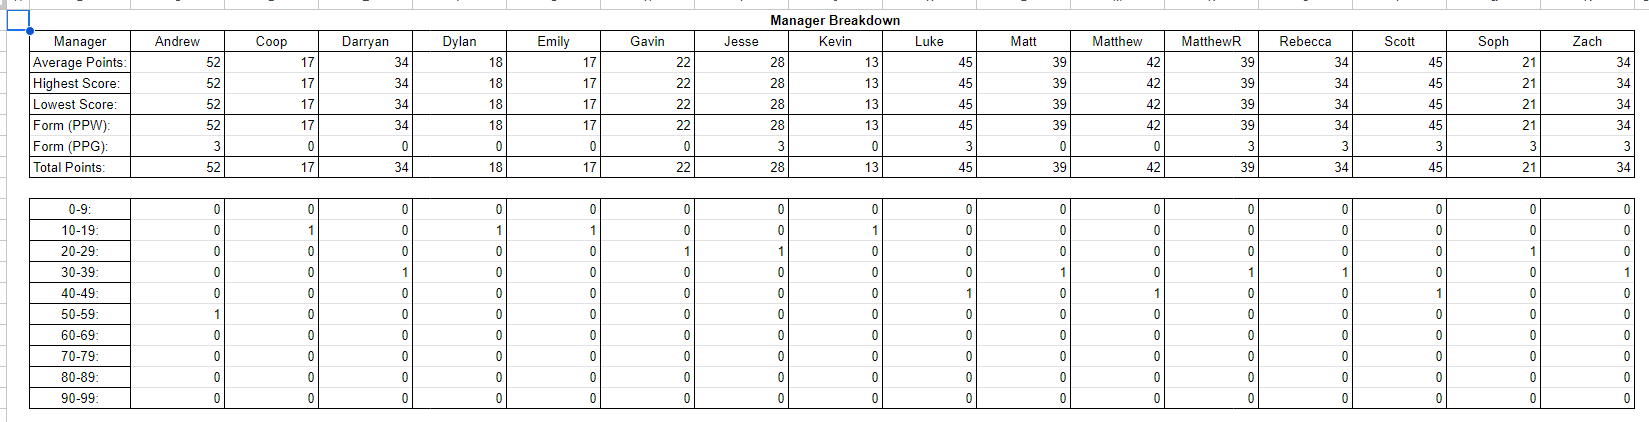 Manager Breakdown
Manager Andrew Coop Darryan Dylan Emily Gavin Jesse Kevin Luke Matt Matthew MatthewR Rebecca Scott Soph Zach
Average Points: 52 17 34 18 17 22 28 13 45 39 42 39 34 45 21 34
Highest Score: 52 17 34 18 17 22 28 13 45 39 42 39 34 45 21 34
Lowest Score: 52 17 34 18 17 22 28 13 45 39 42 39 34 45 21 34
Form (PPW): 52 17 34 18 17 22 28 13 45 39 42 39 34 45 21 34
Form (PPG): 3 0 0 0 0 0 3 0 3 0 0 3 3 3 3 3
Total Points: 52 17 34 18 17 22 28 13 45 39 42 39 34 45 21 34
0-9: 0 0 0 0 0 0 0 0 0 0 0 0 0 0 0 0
10-19: 0 1 0 1 1 0 0 1 0 0 0 0 0 0 0 0
20-29: 0 0 0 0 0 1 1 0 0 0 0 0 0 0 1 0
30-39: 0 0 1 0 0 0 0 0 0 1 0 1 1 0 0 1
40-49: 0 0 0 0 0 0 0 0 1 0 1 0 0 1 0 0
50-59: 1 0 0 0 0 0 0 0 0 0 0 0 0 0 0 0
60-69: 0 0 0 0 0 0 0 0 0 0 0 0 0 0 0 0
70-79: 0 0 0 0 0 0 0 0 0 0 0 0 0 0 0 0
80-89: 0 0 0 0 0 0 0 0 0 0 0 0 0 0 0 0
90-99: 0 0 0 0 0 0 0 0 0 0 0 0 0 0 0 0